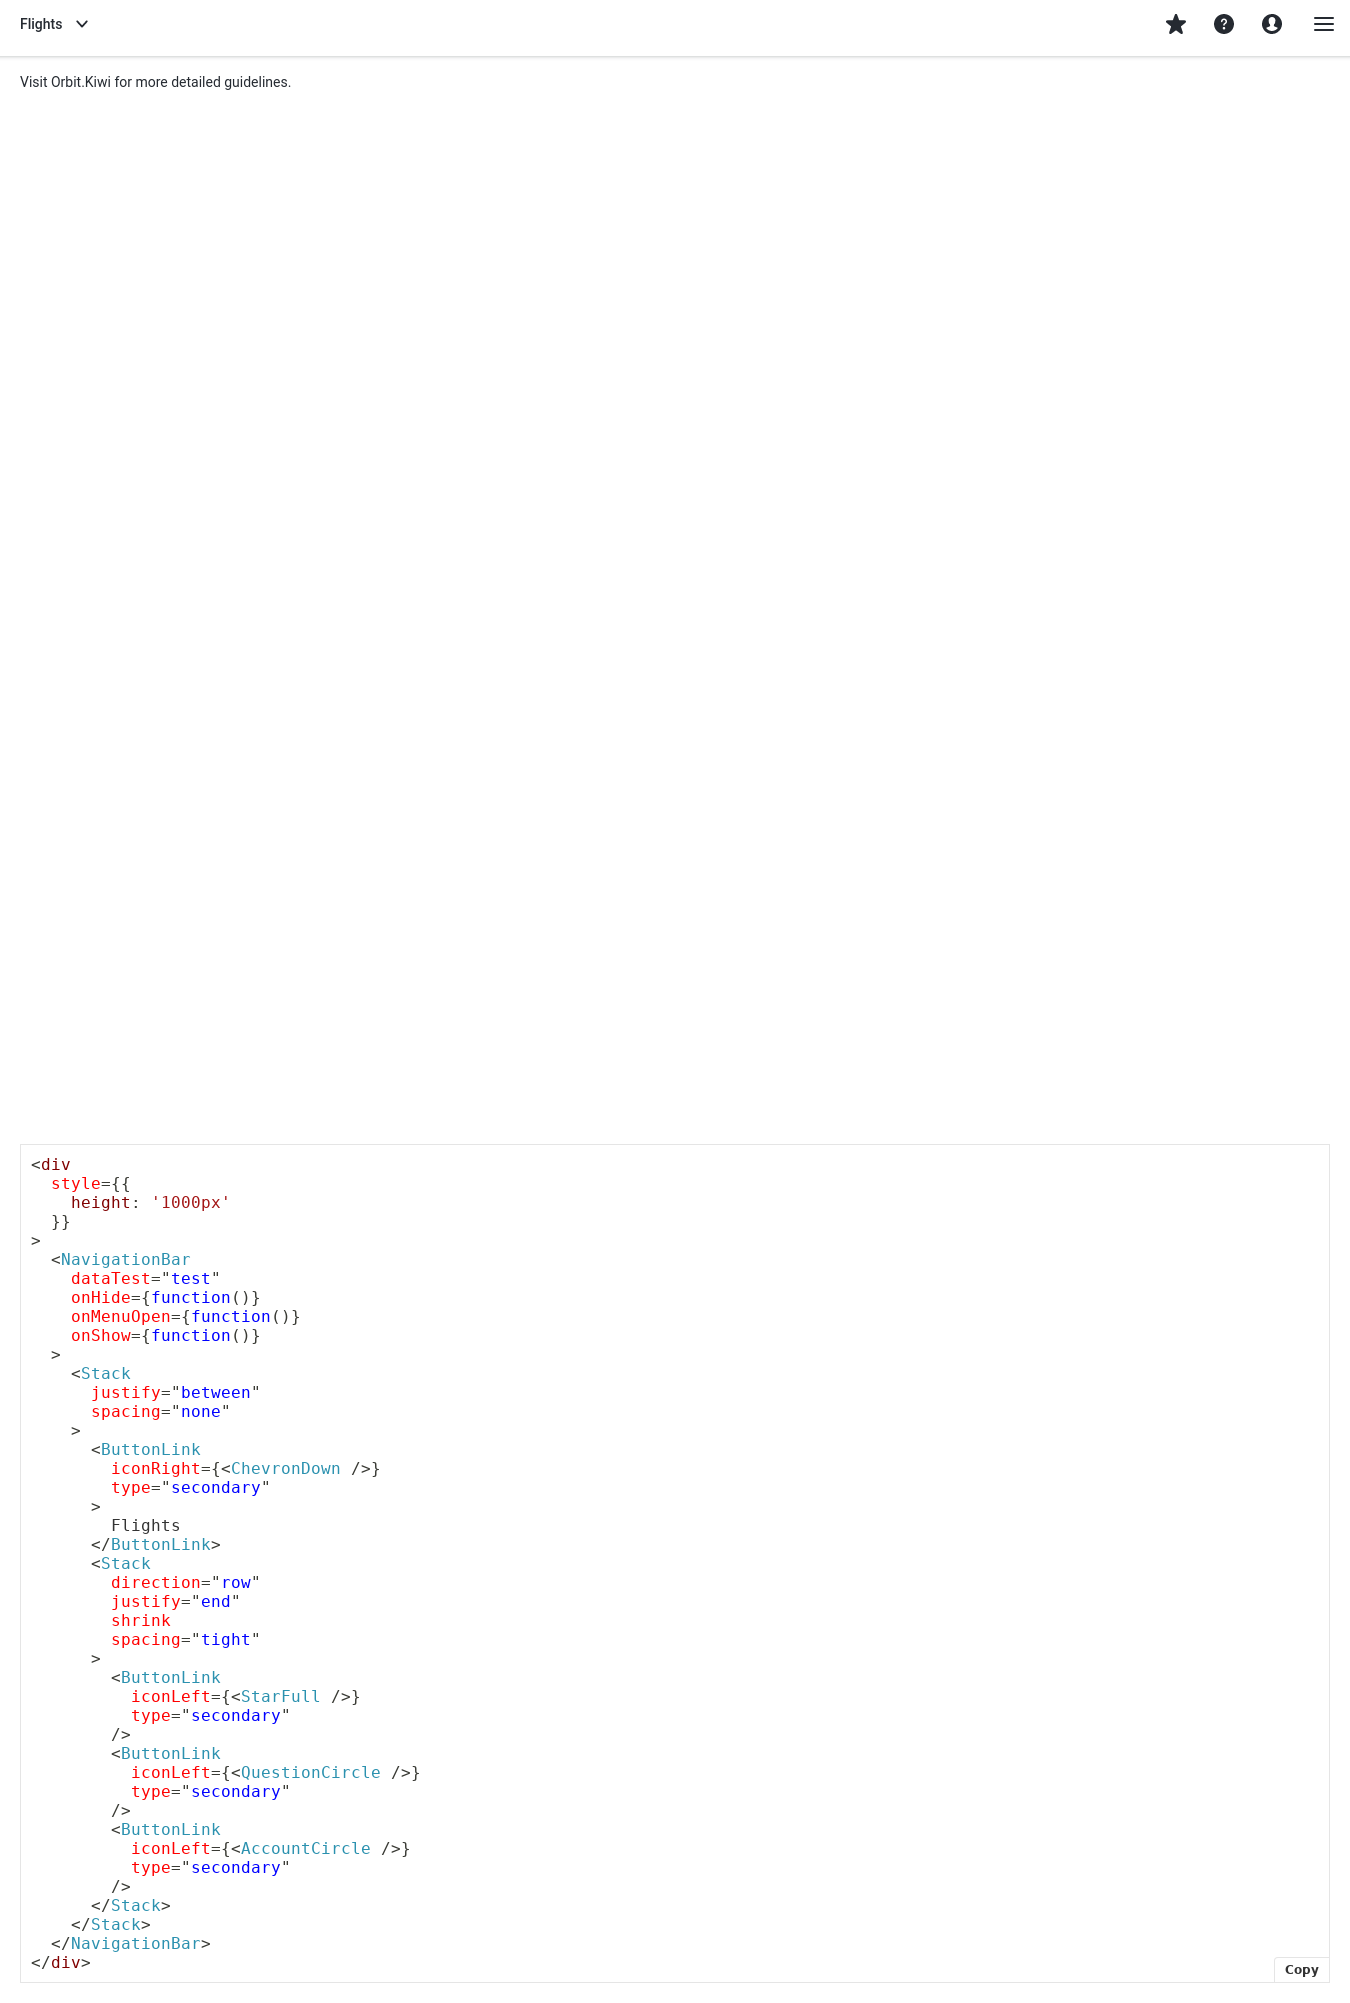 Flights
Visit Orbit.Kiwi for more detailed guidelines.
<div
  style={{
    height: '1000px'
  }}
>
  <NavigationBar
    dataTest="test"
    onHide={function()}
    onMenuOpen={function()}
    onShow={function()}
  >
    <Stack
      justify="between"
      spacing="none"
    >
      <ButtonLink
        iconRight={<ChevronDown />}
        type="secondary"
      >
        Flights
      </ButtonLink>
      <Stack
        direction="row"
        justify="end"
        shrink
        spacing="tight"
      >
        <ButtonLink
          iconLeft={<StarFull />}
          type="secondary"
        />
        <ButtonLink
          iconLeft={<QuestionCircle />}
          type="secondary"
        />
        <ButtonLink
          iconLeft={<AccountCircle />}
          type="secondary"
        />
      </Stack>
    </Stack>
  </NavigationBar>
</div>
Copy